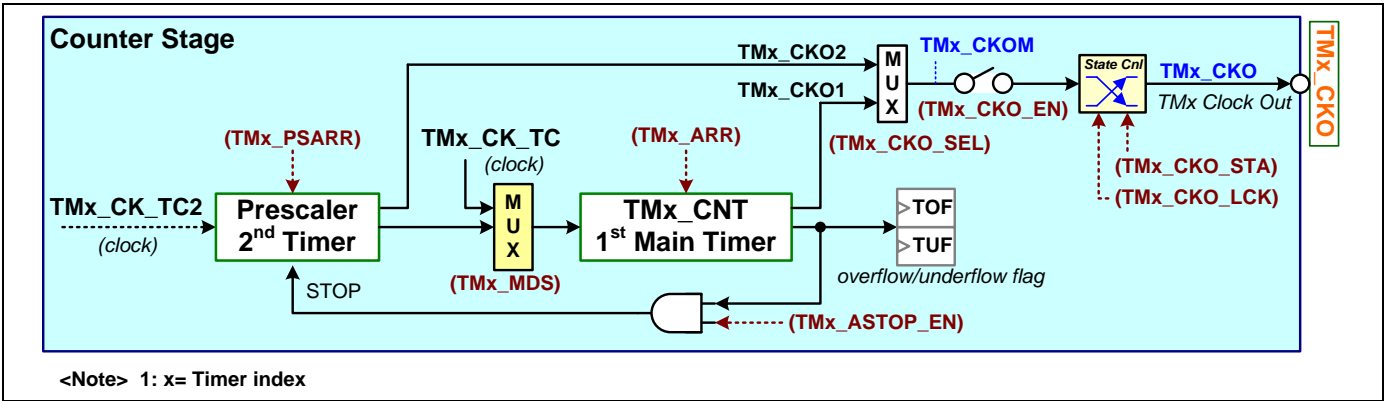 Counter Stage
TMx_CKO2
TMx_CKO1
M
U
X
TMx_CKOM
(TMx_CKO_EN)
(TMx_CKO_SEL)
State Cnl
TMx_CKO
TMx Clock Out
TMx_CKO
(TMx_CKO_STA)
(TMx_CKO_LCK)
(TMx_PSARR)
TMx_CK_TC
(clock)
(TMx_ARR)
TMx_CK_TC2
(clock)
Prescaler
2nd Timer
M
U
X
(TMx_MDS)
TMx_CNT
1st Main Timer
TOF
TUF
overflow/underflow flag
STOP
(TMx_ASTOP_EN)
<Note> 1: x= Timer index